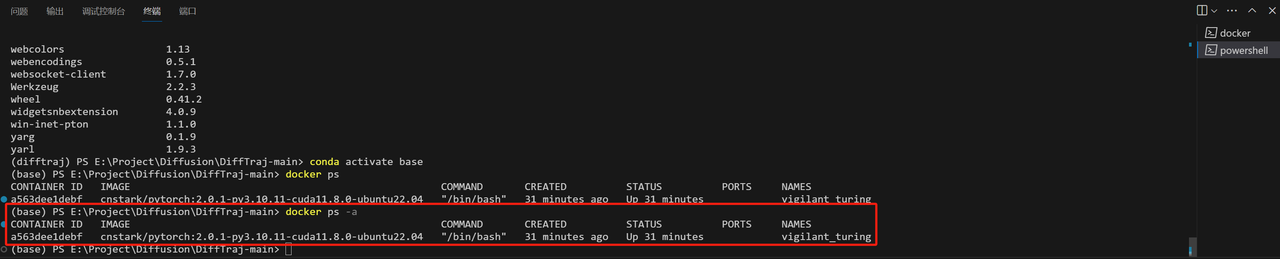 问题 输出 调试控制台 终端 端口
docker
powershell
webcolors 1.13
webencodings 0.5.1
websocket-client 1.7.0
Werkzeug 2.2.3
wheel 0.41.2
widgetsnbextension 4.0.9
win-inet-pton 1.1.0
yarg 0.1.9
yarl 1.9.3
(difftraj) PS E:\Project\Diffusion\DiffTraj-main> conda activate base
(base) PS E:\Project\Diffusion\DiffTraj-main> docker ps
CONTAINER ID IMAGE COMMAND CREATED STATUS PORTS NAMES
a563dee1debf cnstark/pytorch:2.0.1-py3.10.11-cuda11.8.0-ubuntu22.04 "/bin/bash" 31 minutes ago Up 31 minutes vigilant_turing
(base) PS E:\Project\Diffusion\DiffTraj-main> docker ps -a
CONTAINER ID IMAGE COMMAND CREATED STATUS PORTS NAMES
a563dee1debf cnstark/pytorch:2.0.1-py3.10.11-cuda11.8.0-ubuntu22.04 "/bin/bash" 31 minutes ago Up 31 minutes vigilant_turing
(base) PS E:\Project\Diffusion\DiffTraj-main>